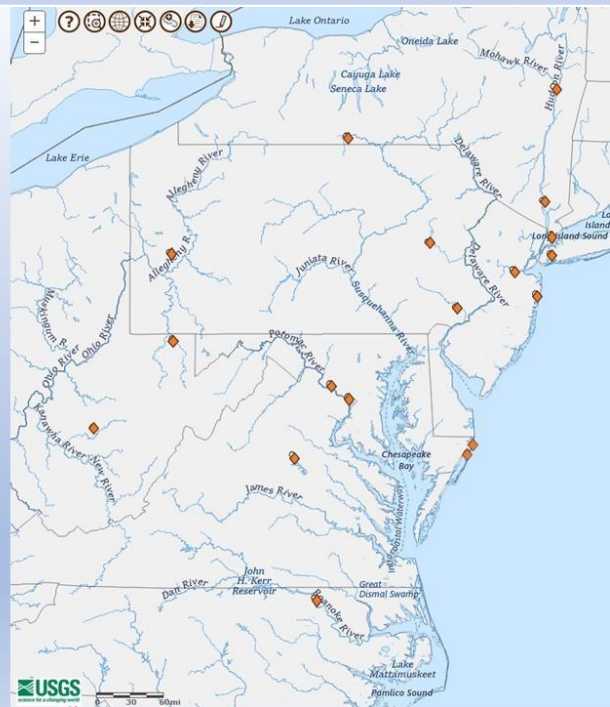 +
−
?
Lake Ontario
Oneida Lake
Mohawk River
Cayuga Lake
Seneca Lake
Hudson River
Lake Erie
Allegheny River
Delaware River
Long Island Sound
Island
Allegheny R.
Juniata River
Susquehanna River
Delaware River
Muskingum R.
Ohio River
Ohio River
Potomac River
Kanawha River
New River
Chesapeake
Bay
James River
Intracoastal Waterway
John
H. Kerr
Reservoir
Dan River
Great
Dismal Swamp
Roanoke River
Lake
Mattamuskeet
Pamlico Sound
USGS
science for a changing world
0 30 60mi